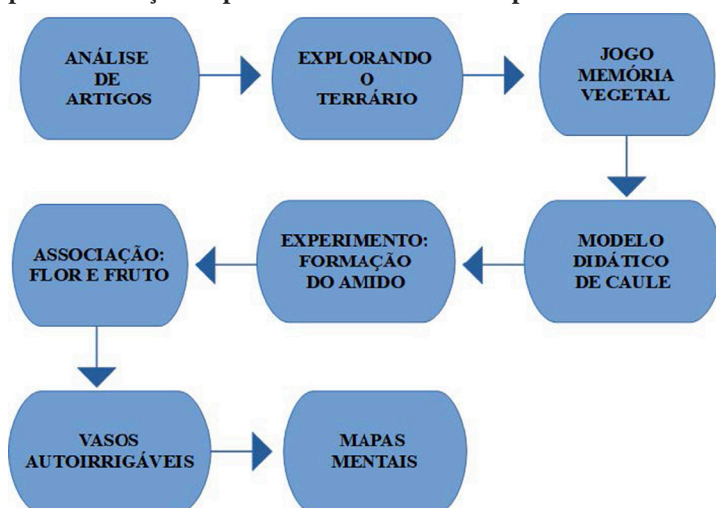 ANÁLISE
DE
ARTIGOS
EXPLORANDO
O
TERRÁRIO
JOGO
MEMÓRIA
VEGETAL
MODELO
DIDÁTICO
DE CAULE
EXPERIMENTO:
FORMAÇÃO
DO AMIDO
ASSOCIAÇÃO:
FLOR E FRUTO
VASOS
AUTOIRRIGÁVEIS
MAPAS
MENTAIS